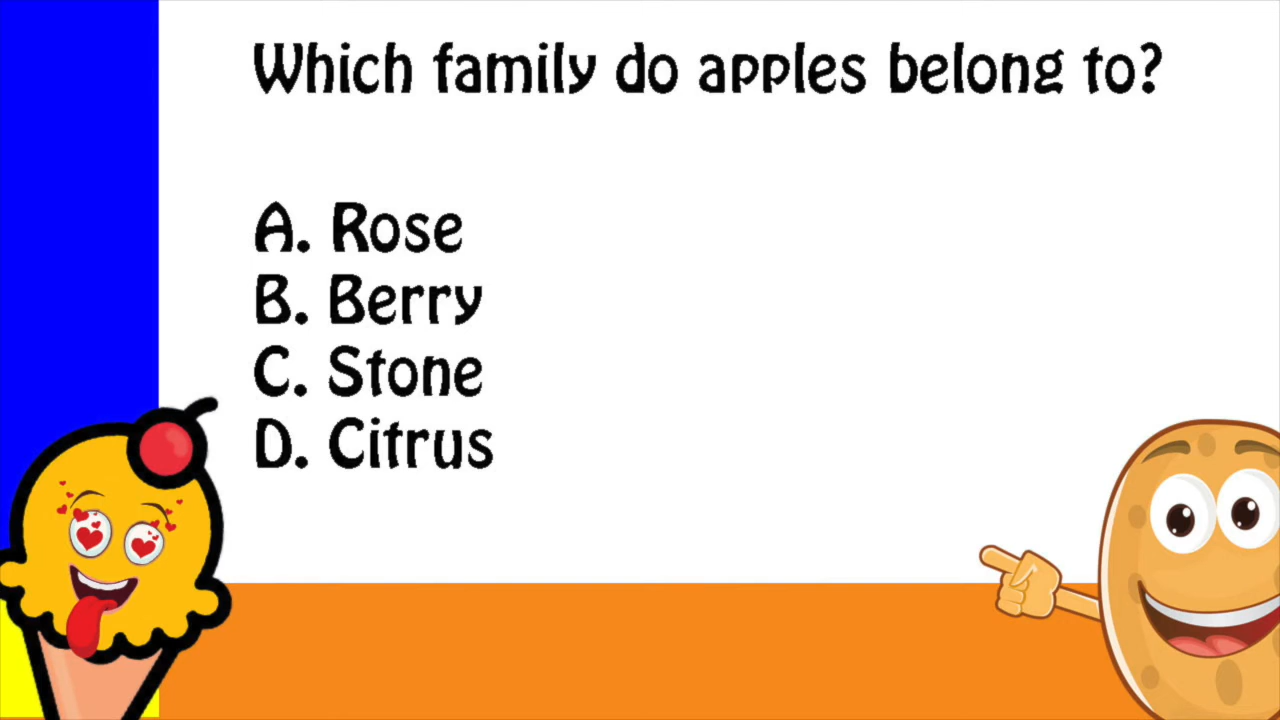 Which family do apples belong to?
A. Rose
B. Berry
C. Stone
D. Citrus